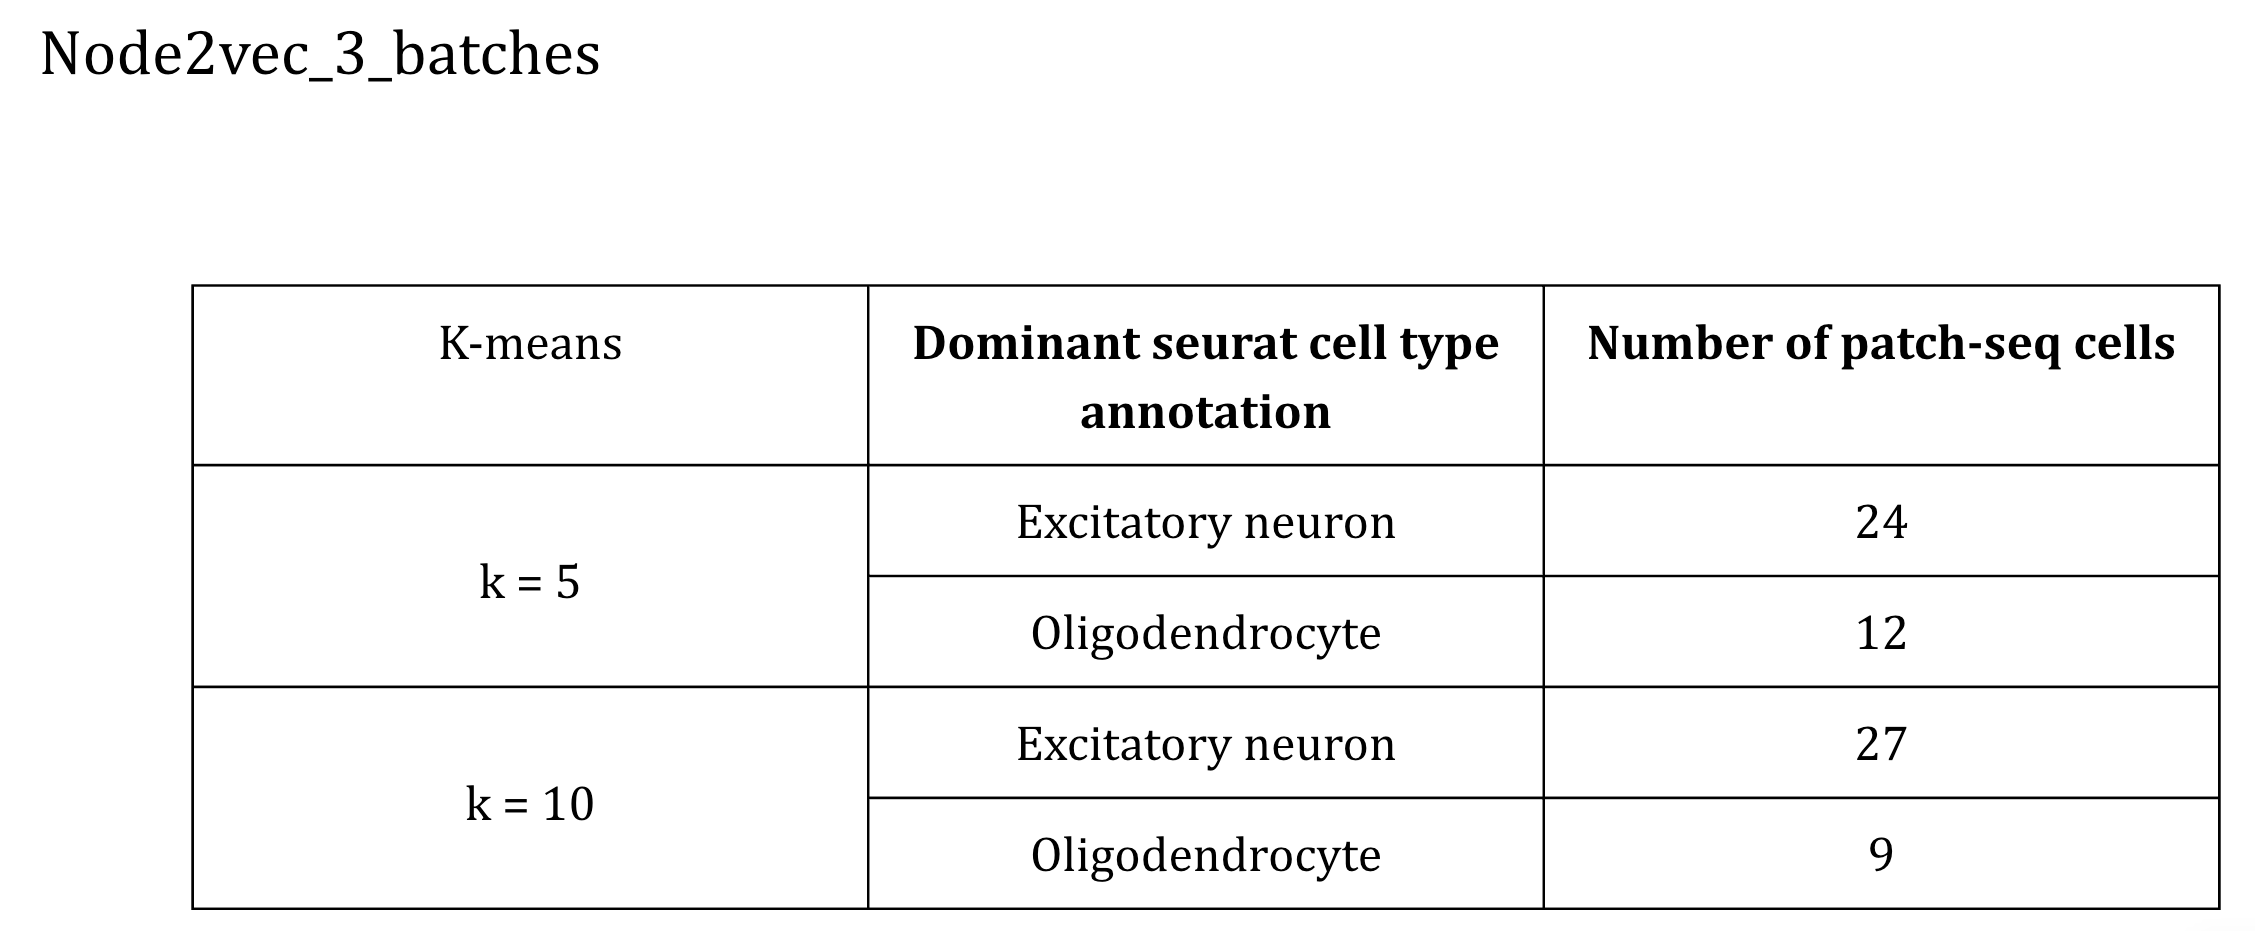 Node2vec_3_batches
K-means
Dominant seurat cell type
annotation
Number of patch-seq cells
k = 5
Excitatory neuron
24
Oligodendrocyte
12
k = 10
Excitatory neuron
27
Oligodendrocyte
9